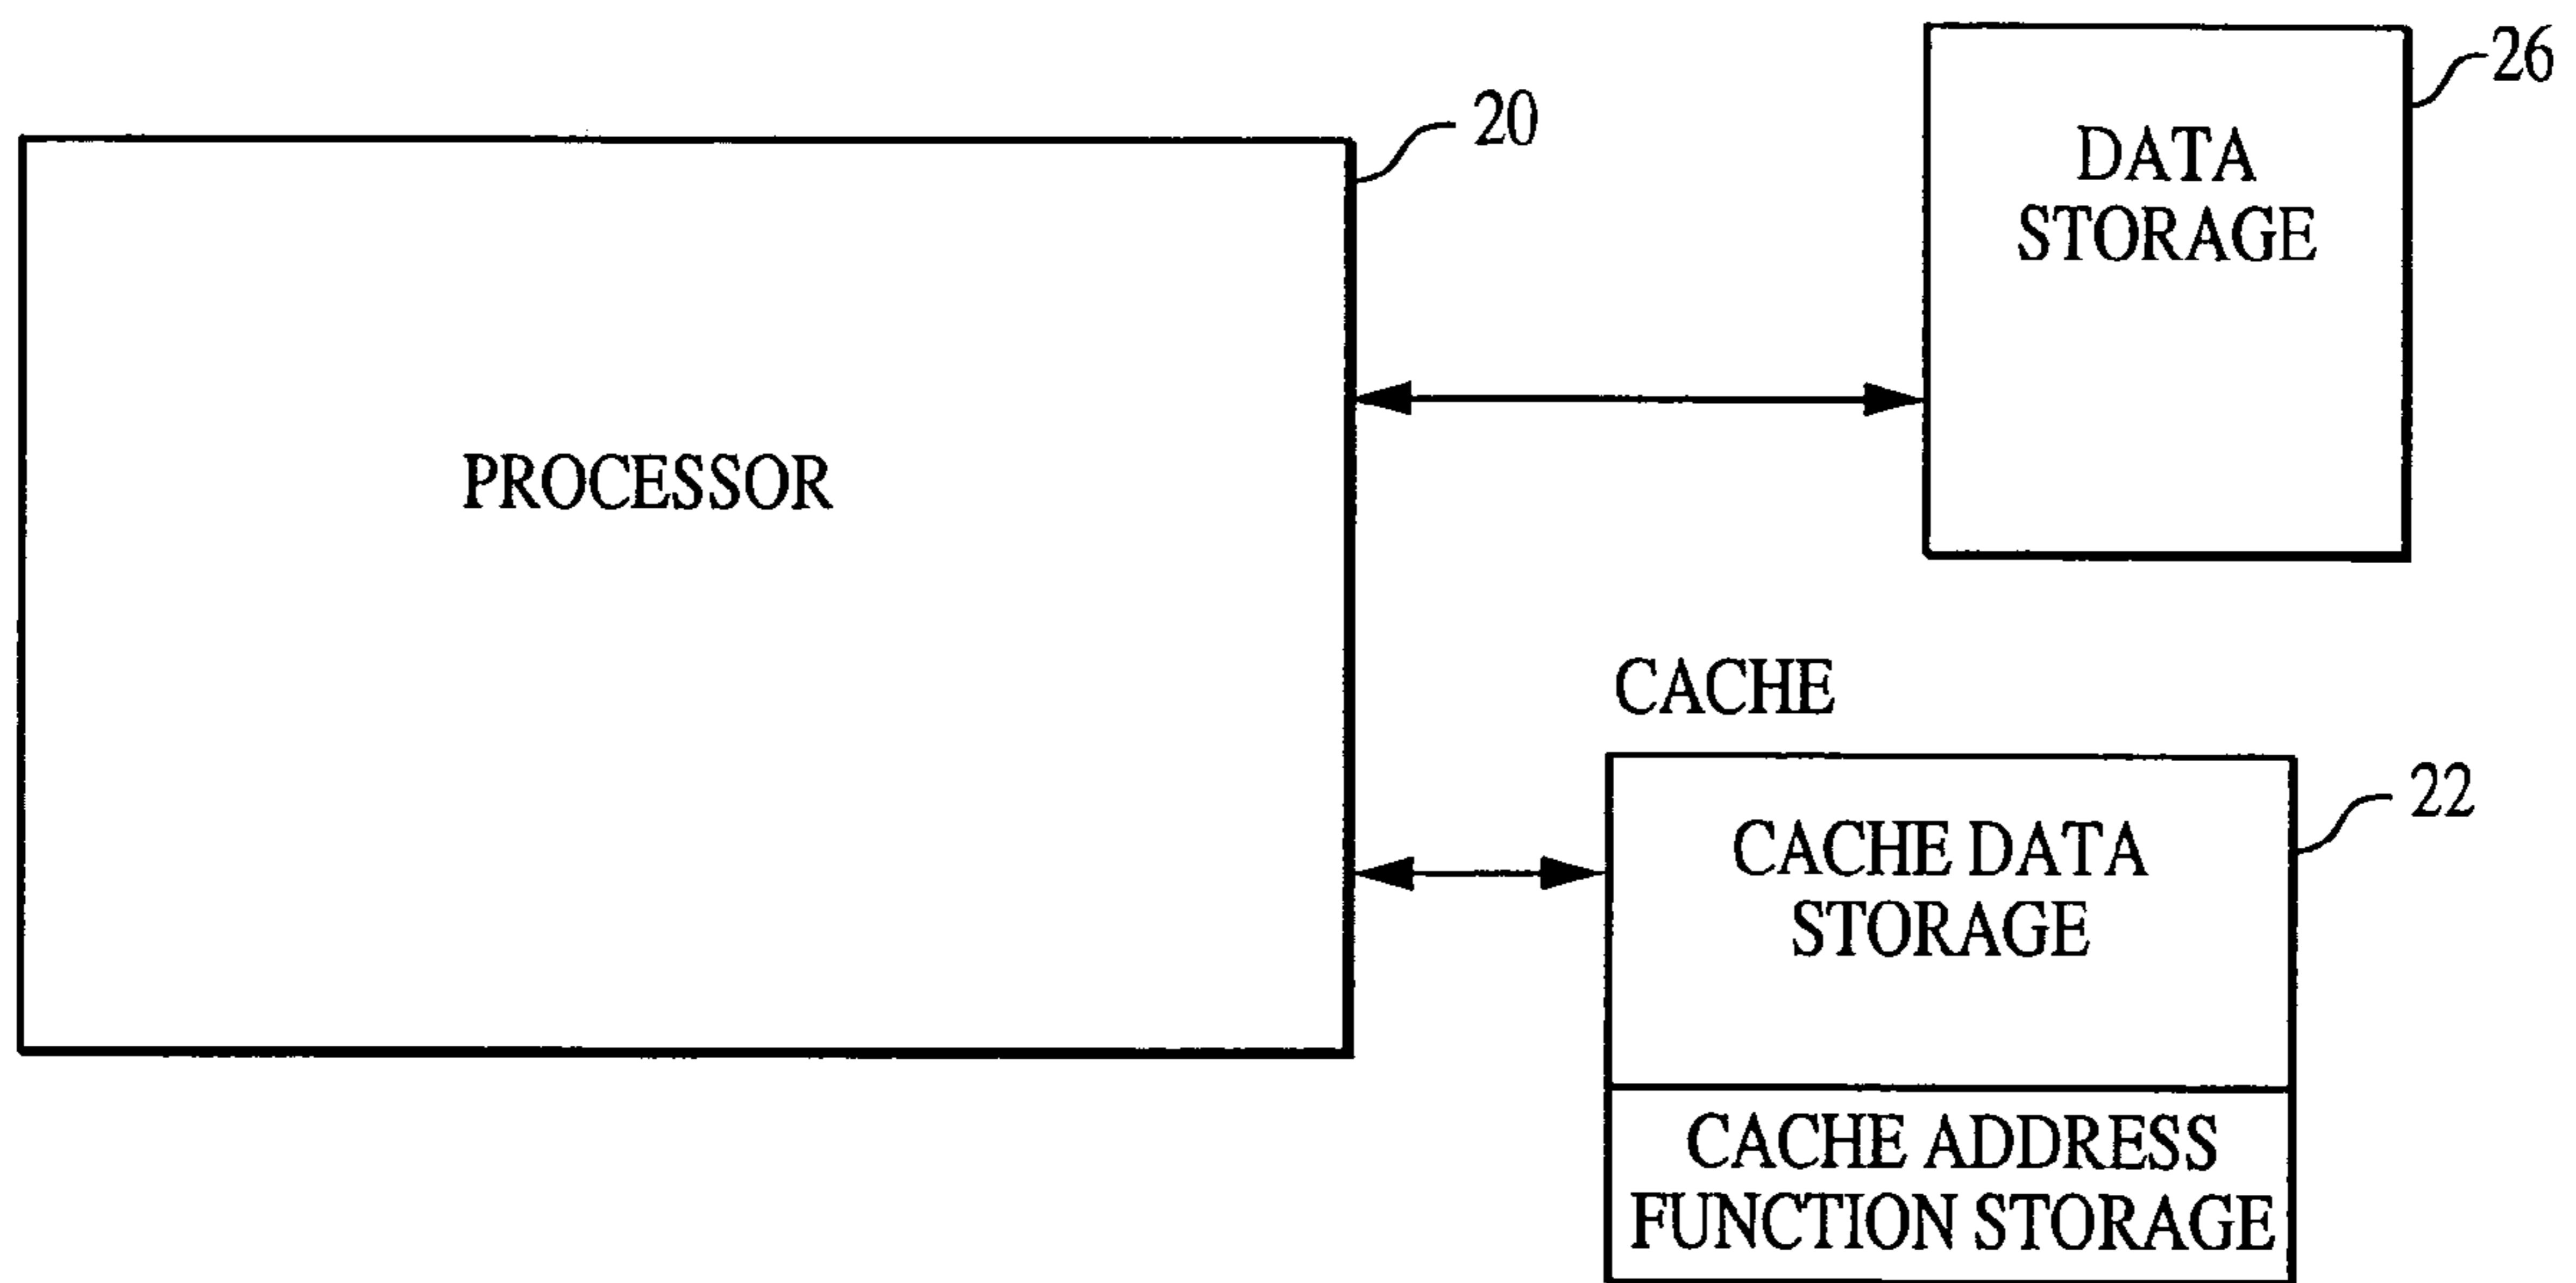 26
DATA
STORAGE
20
PROCESSOR
CACHE
22
CACHE DATA
STORAGE
CACHE ADDRESS
FUNCTION STORAGE